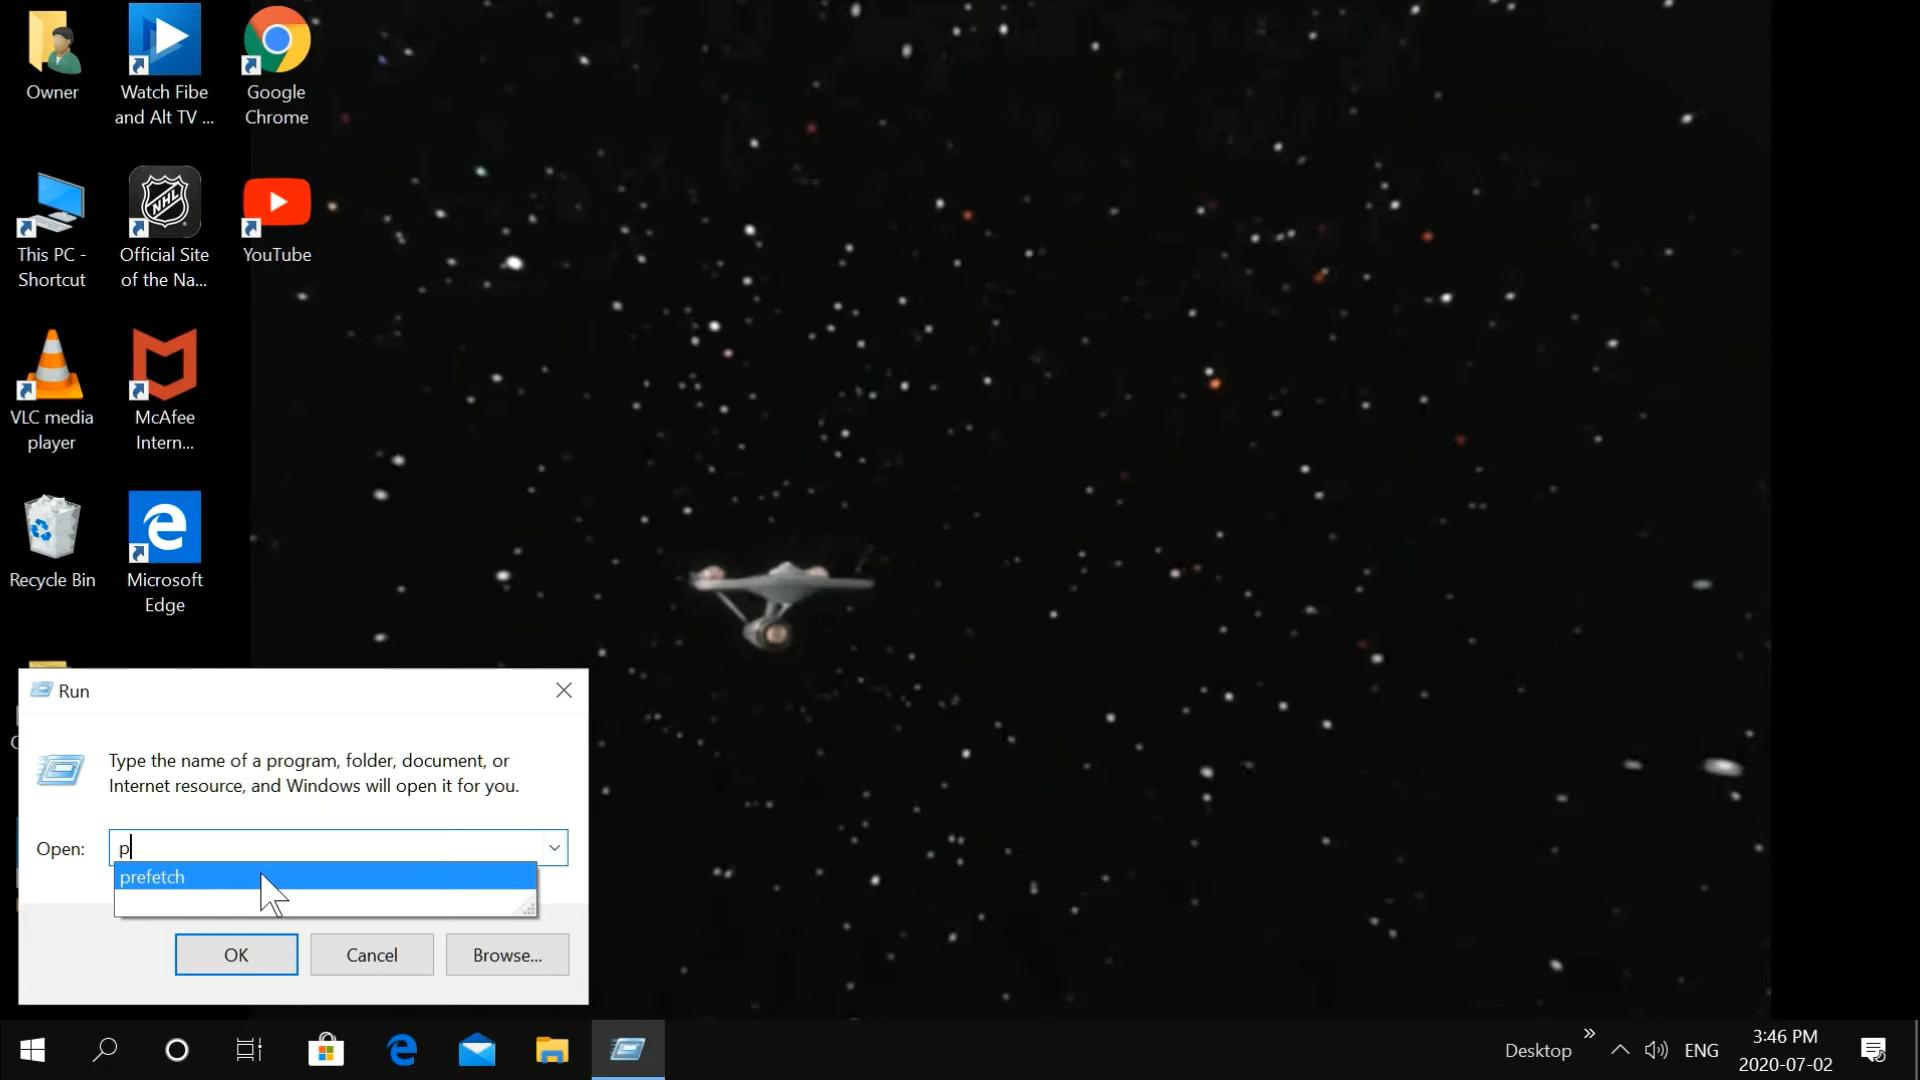 Owner
Watch Fibe
and Alt TV ...
Google
Chrome
This PC -
Shortcut
NHL
Official Site
of the Na...
YouTube
VLC media
player
McAfee
Intern...
Recycle Bin
Microsoft
Edge
Run
Type the name of a program, folder, document, or
Internet resource, and Windows will open it for you.
Open:
p
prefetch
OK
Cancel
Browse...
Desktop
ENG
3:46 PM
2020-07-02